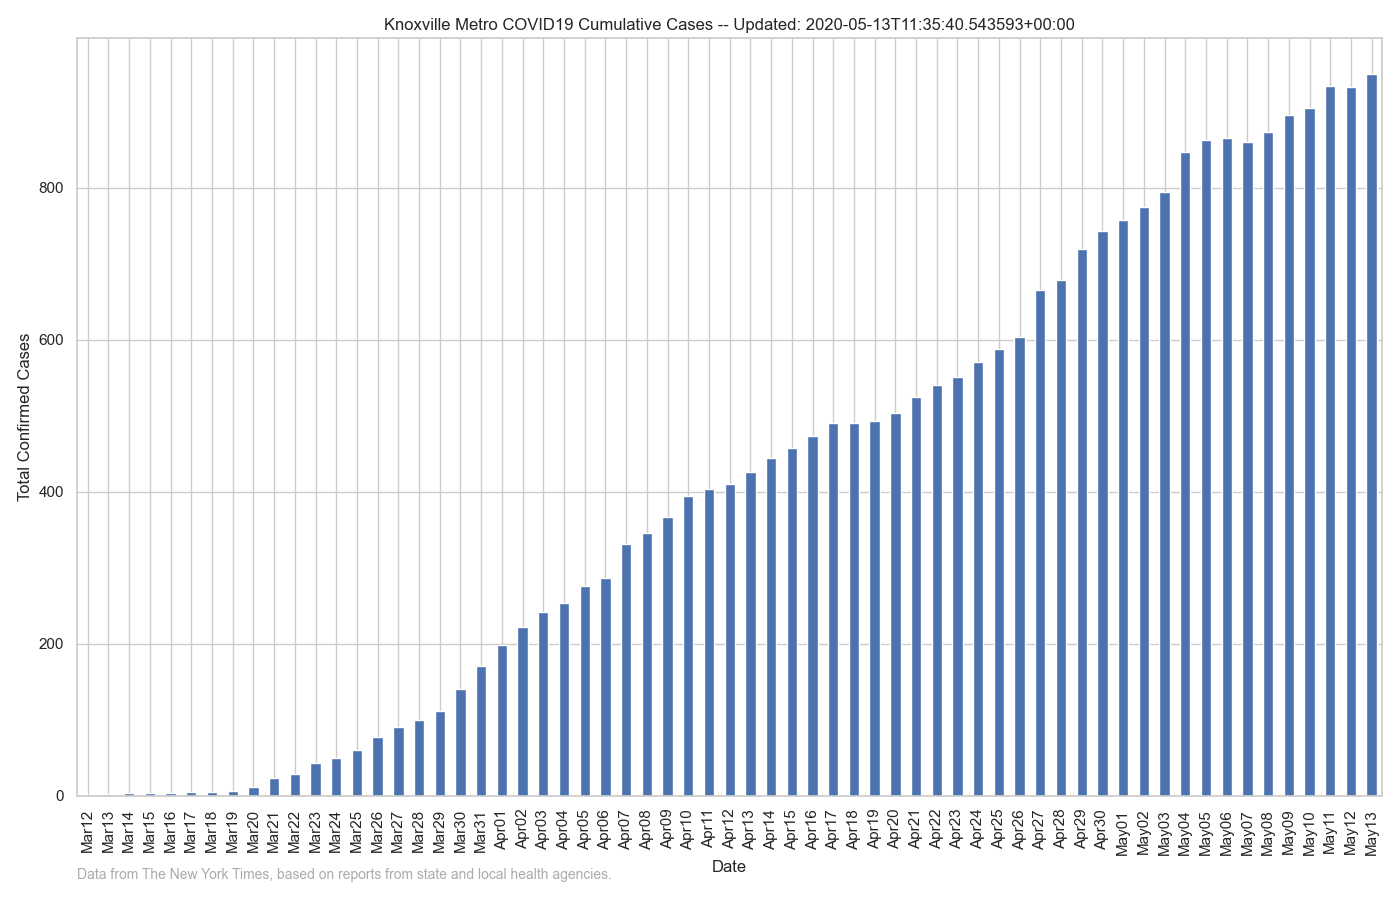 Knoxville Metro COVID19 Cumulative Cases -- Updated: 2020-05-13T11:35:40.543593+00:00
Total Confirmed Cases
800
600
400
200
0
Mar12
Mar13
Mar14
Mar15
Mar16
Mar17
Mar18
Mar19
Mar20
Mar21
Mar22
Mar23
Mar24
Mar25
Mar26
Mar27
Mar28
Mar29
Mar30
Mar31
Apr01
Apr02
Apr03
Apr04
Apr05
Apr06
Apr07
Apr08
Apr09
Apr10
Apr11
Apr12
Apr13
Apr14
Apr15
Apr16
Apr17
Apr18
Apr19
Apr20
Apr21
Apr22
Apr23
Apr24
Apr25
Apr26
Apr27
Apr28
Apr29
Apr30
May01
May02
May03
May04
May05
May06
May07
May08
May09
May10
May11
May12
May13
Date
Data from The New York Times, based on reports from state and local health agencies.